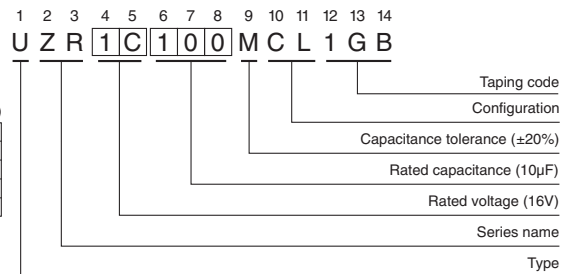 1 2 3 4 5 6 7 8 9 10 11 12 13 14
U Z R 1 C 1 0 0 M C L 1 G B
Taping code
Configuration
Capacitance tolerance (±20%)
Rated capacitance (10µF)
Rated voltage (16V)
Series name
Type